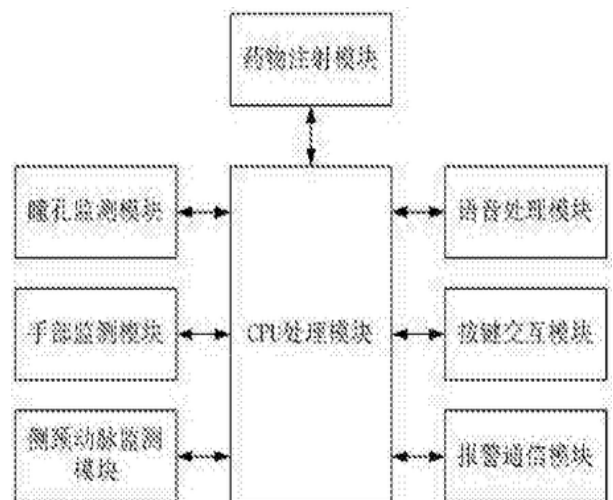 药物注射模块
瞳孔监测模块
语音处理模块
手部监测模块
CPU处理模块
按键交互模块
侧颈动脉监测
模块
报警通信模块